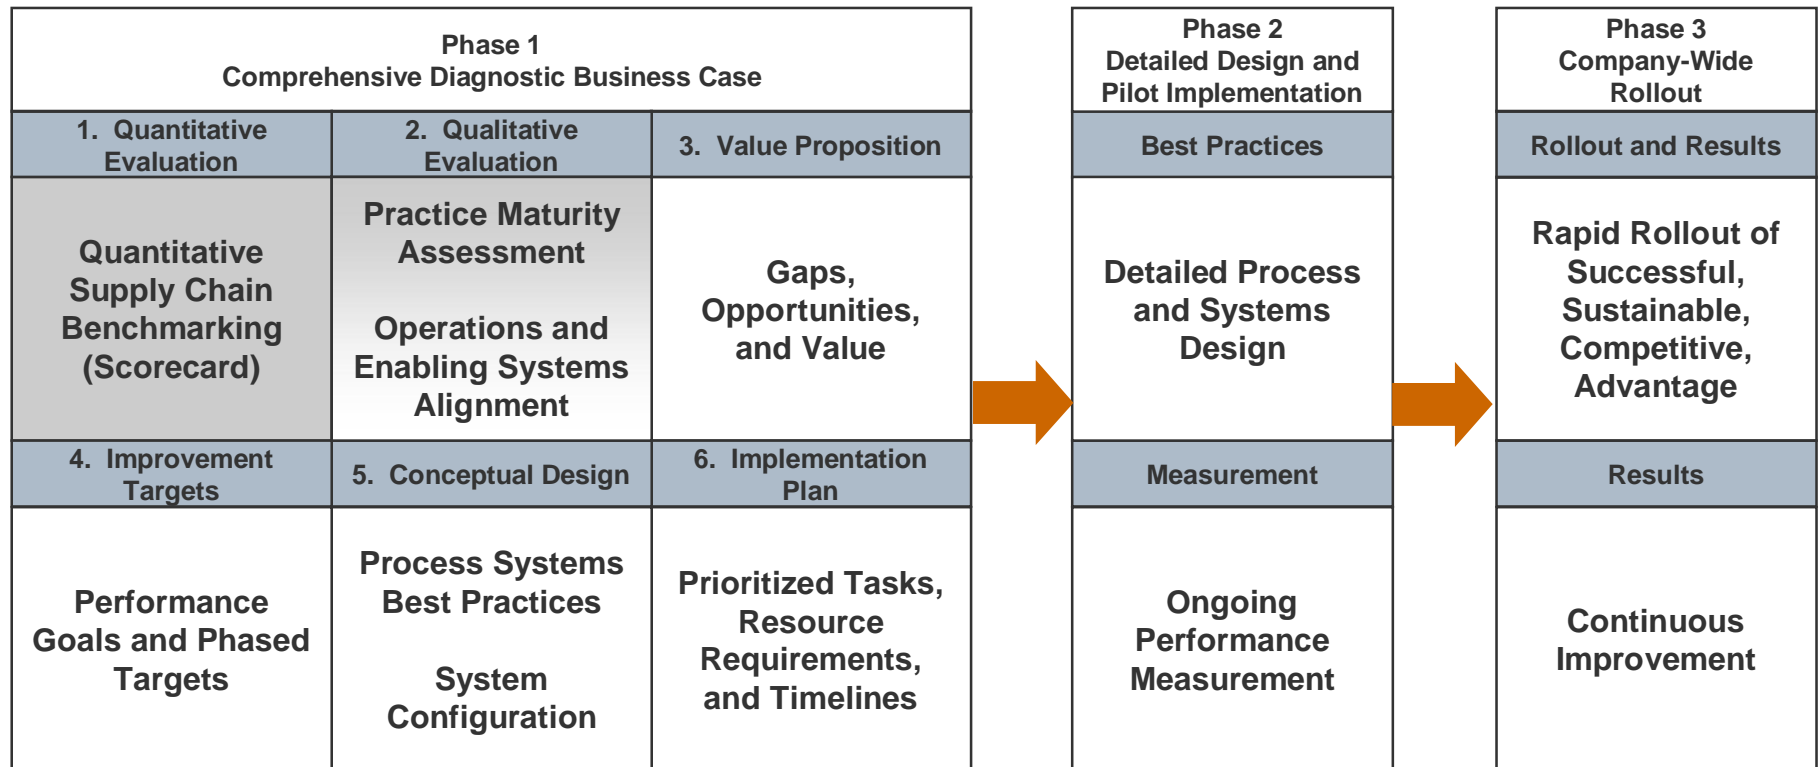 Phase 1
Comprehensive Diagnostic Business Case
1. Quantitative
Evaluation
2. Qualitative
Evaluation
3. Value Proposition
Quantitative
Supply Chain
Benchmarking
(Scorecard)
Practice Maturity
Assessment
Operations and
Enabling Systems
Alignment
Gaps,
Opportunities,
and Value
4. Improvement
Targets
5. Conceptual Design
6. Implementation
Plan
Performance
Goals and Phased
Targets
Process Systems
Best Practices
System
Configuration
Prioritized Tasks,
Resource
Requirements,
and Timelines
Phase 2
Detailed Design and
Pilot Implementation
Best Practices
Detailed Process
and Systems
Design
Measurement
Ongoing
Performance
Measurement
Phase 3
Company-Wide
Rollout
Rollout and Results
Rapid Rollout of
Successful,
Sustainable,
Competitive,
Advantage
Results
Continuous
Improvement